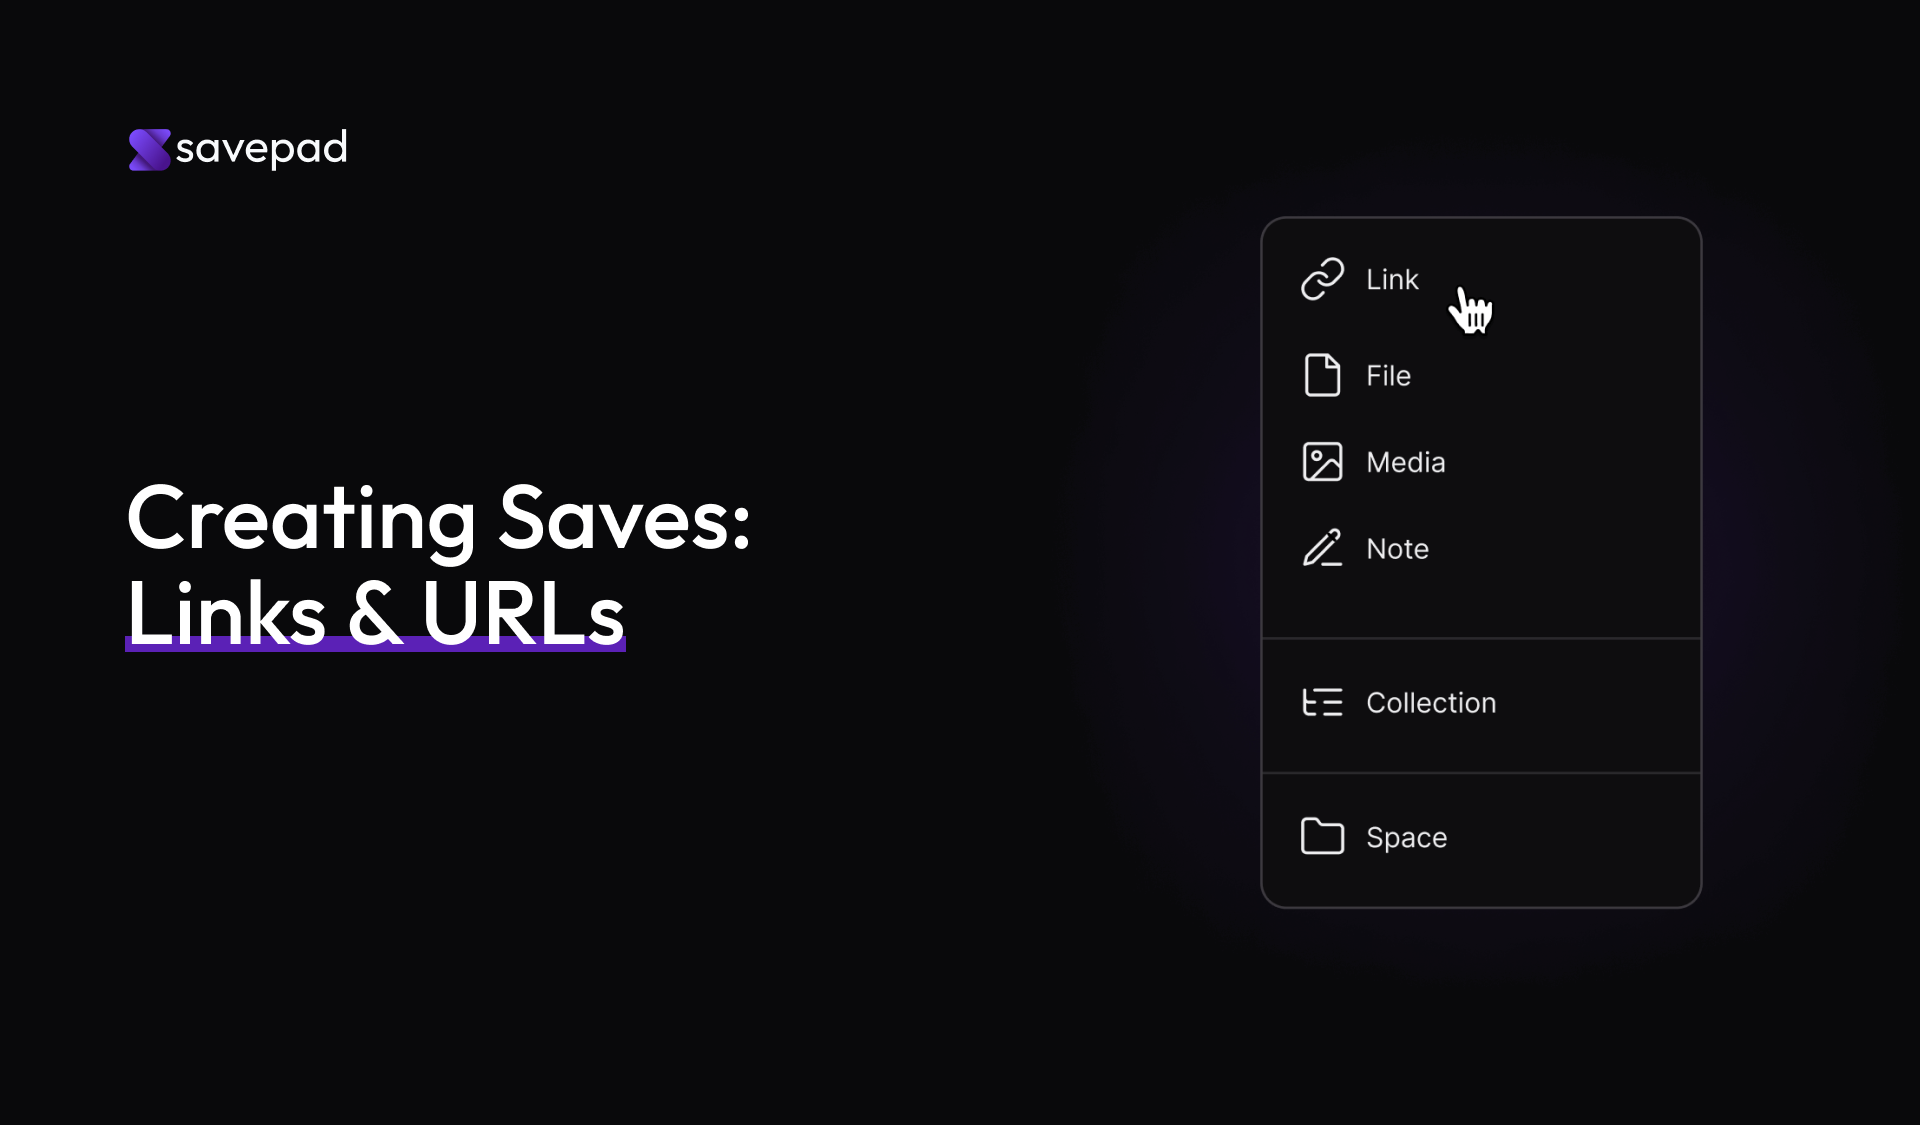 savepad
Creating Saves:
Links & URLs
Link
File
Media
Note
Collection
Space